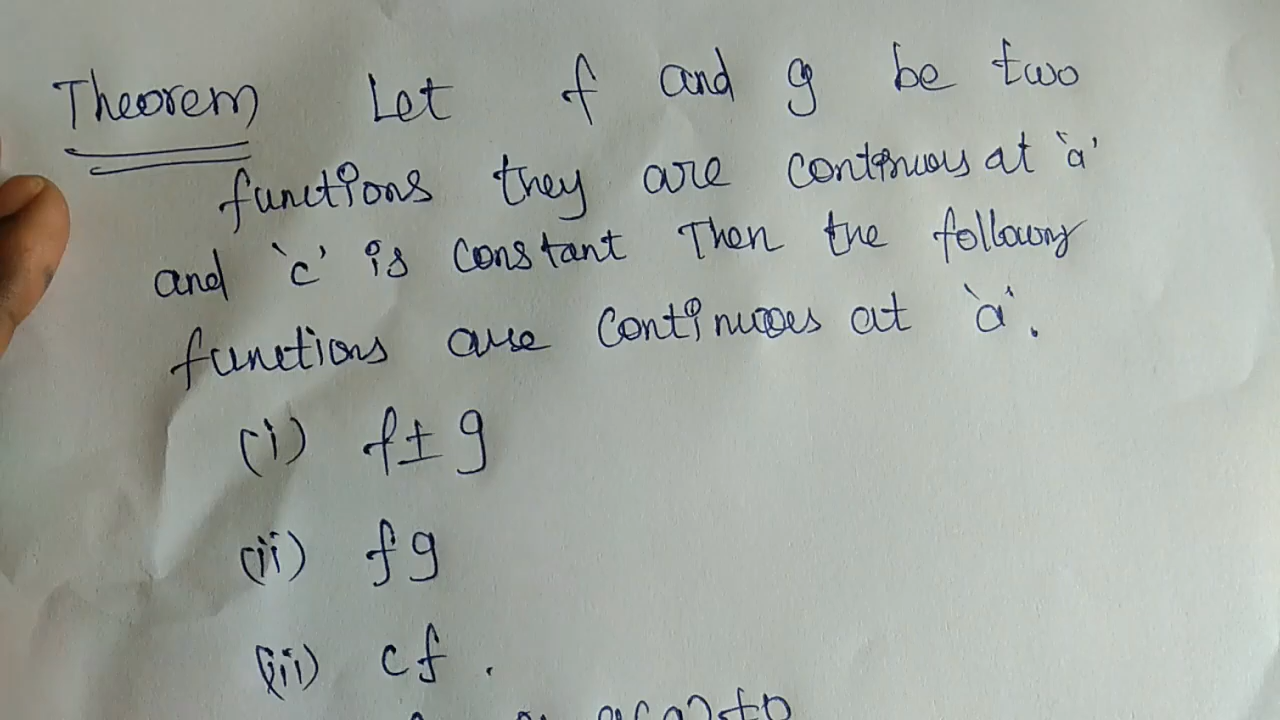 Theorem Let f and g be two
functions they are continuous at 'a'
and 'c' is constant Then the following
functions are continuous at 'a'.
(i) f ± g
(ii) fg
(iii) cf.
g(a) ≠ 0